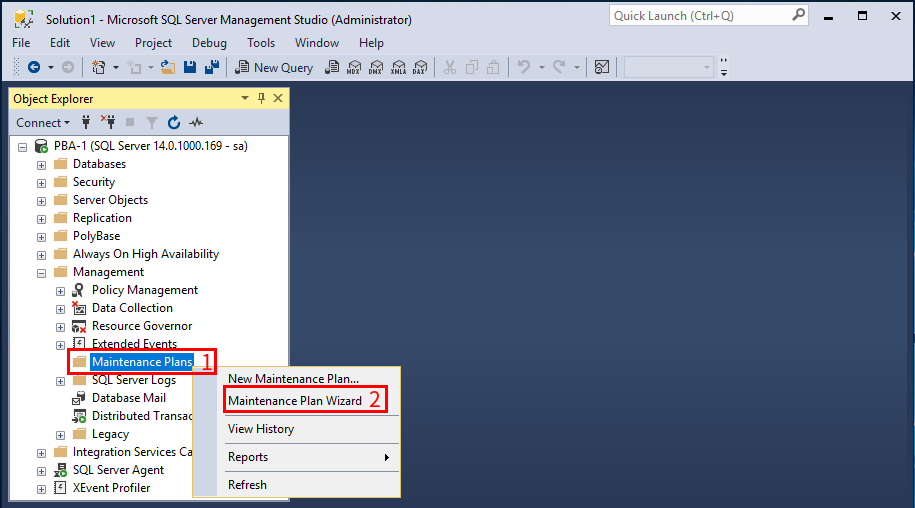 Solution1 - Microsoft SQL Server Management Studio (Administrator)
Quick Launch (Ctrl+Q)
File Edit View Project Debug Tools Window Help
New Query MDX DMX XMLA DAX
Object Explorer
Connect
PBA-1 (SQL Server 14.0.1000.169 - sa)
Databases
Security
Server Objects
Replication
PolyBase
Always On High Availability
Management
Policy Management
Data Collection
Resource Governor
Extended Events
Maintenance Plans 1
SQL Server Logs
Database Mail
Distributed Transac
Legacy
Integration Services Ca
SQL Server Agent
XEvent Profiler
New Maintenance Plan...
Maintenance Plan Wizard 2
View History
Reports
Refresh